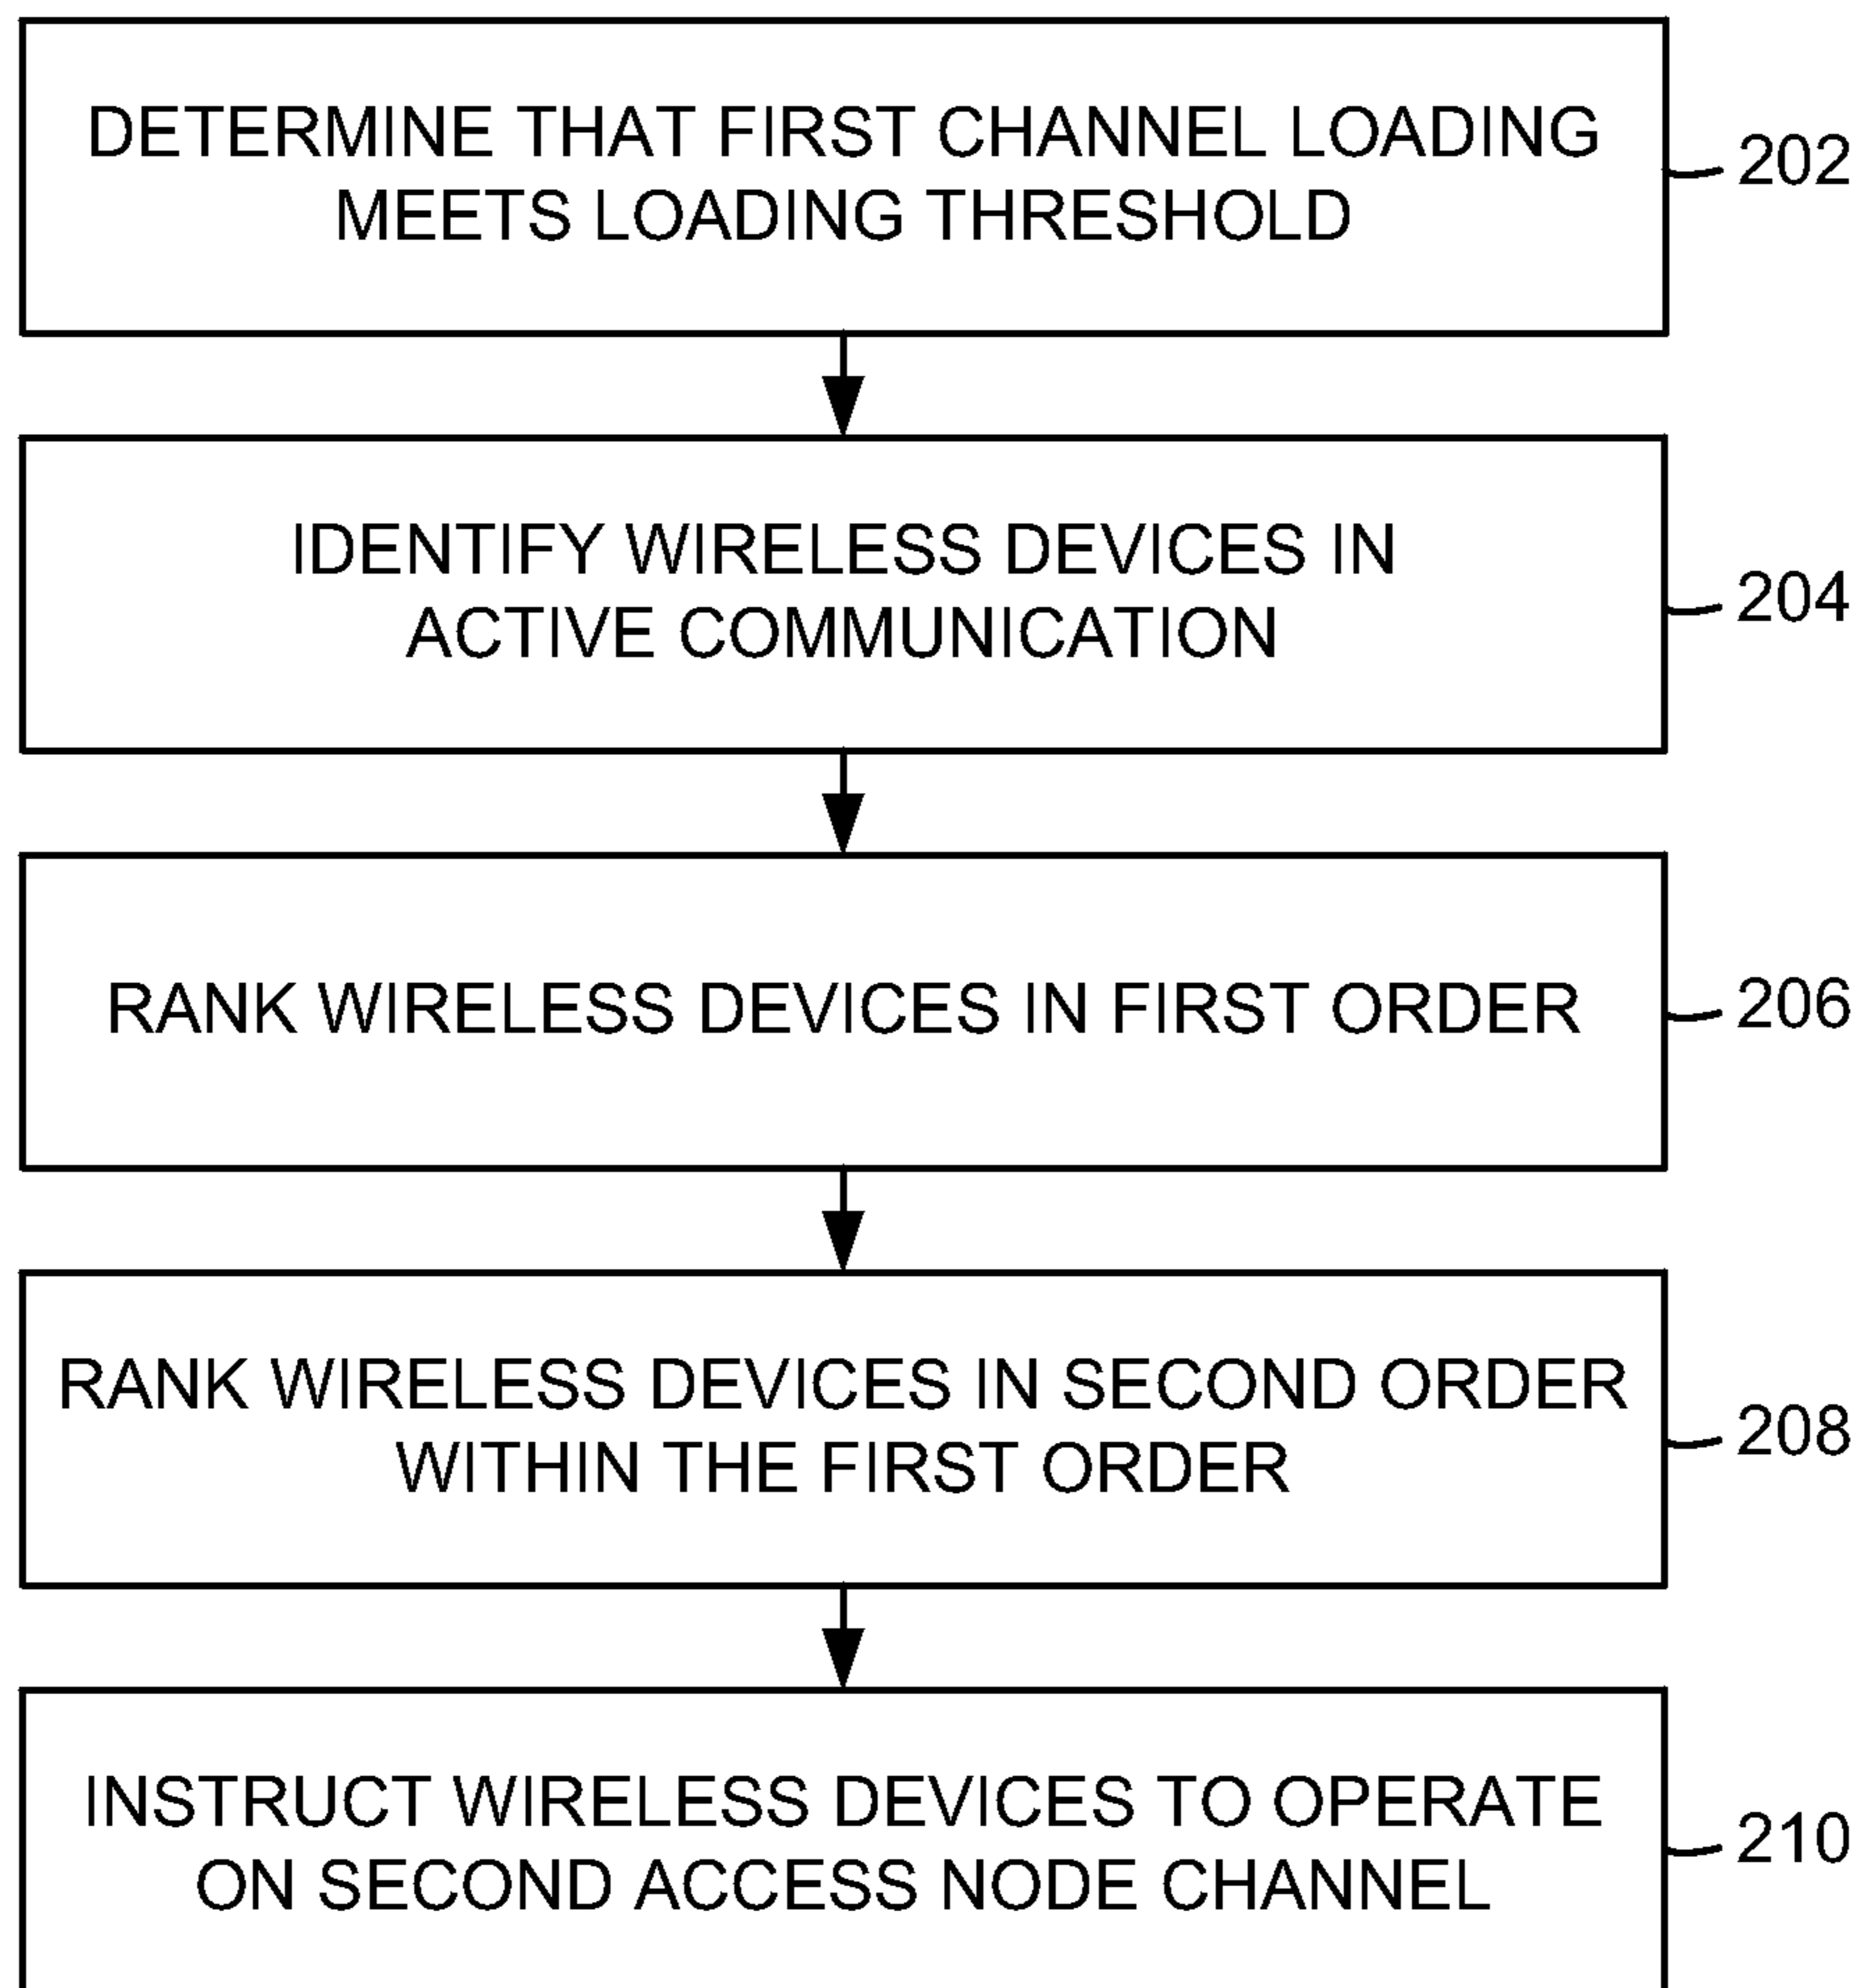 DETERMINE THAT FIRST CHANNEL LOADING
MEETS LOADING THRESHOLD
202
IDENTIFY WIRELESS DEVICES IN
ACTIVE COMMUNICATION
204
RANK WIRELESS DEVICES IN FIRST ORDER
206
RANK WIRELESS DEVICES IN SECOND ORDER
WITHIN THE FIRST ORDER
208
INSTRUCT WIRELESS DEVICES TO OPERATE
ON SECOND ACCESS NODE CHANNEL
210